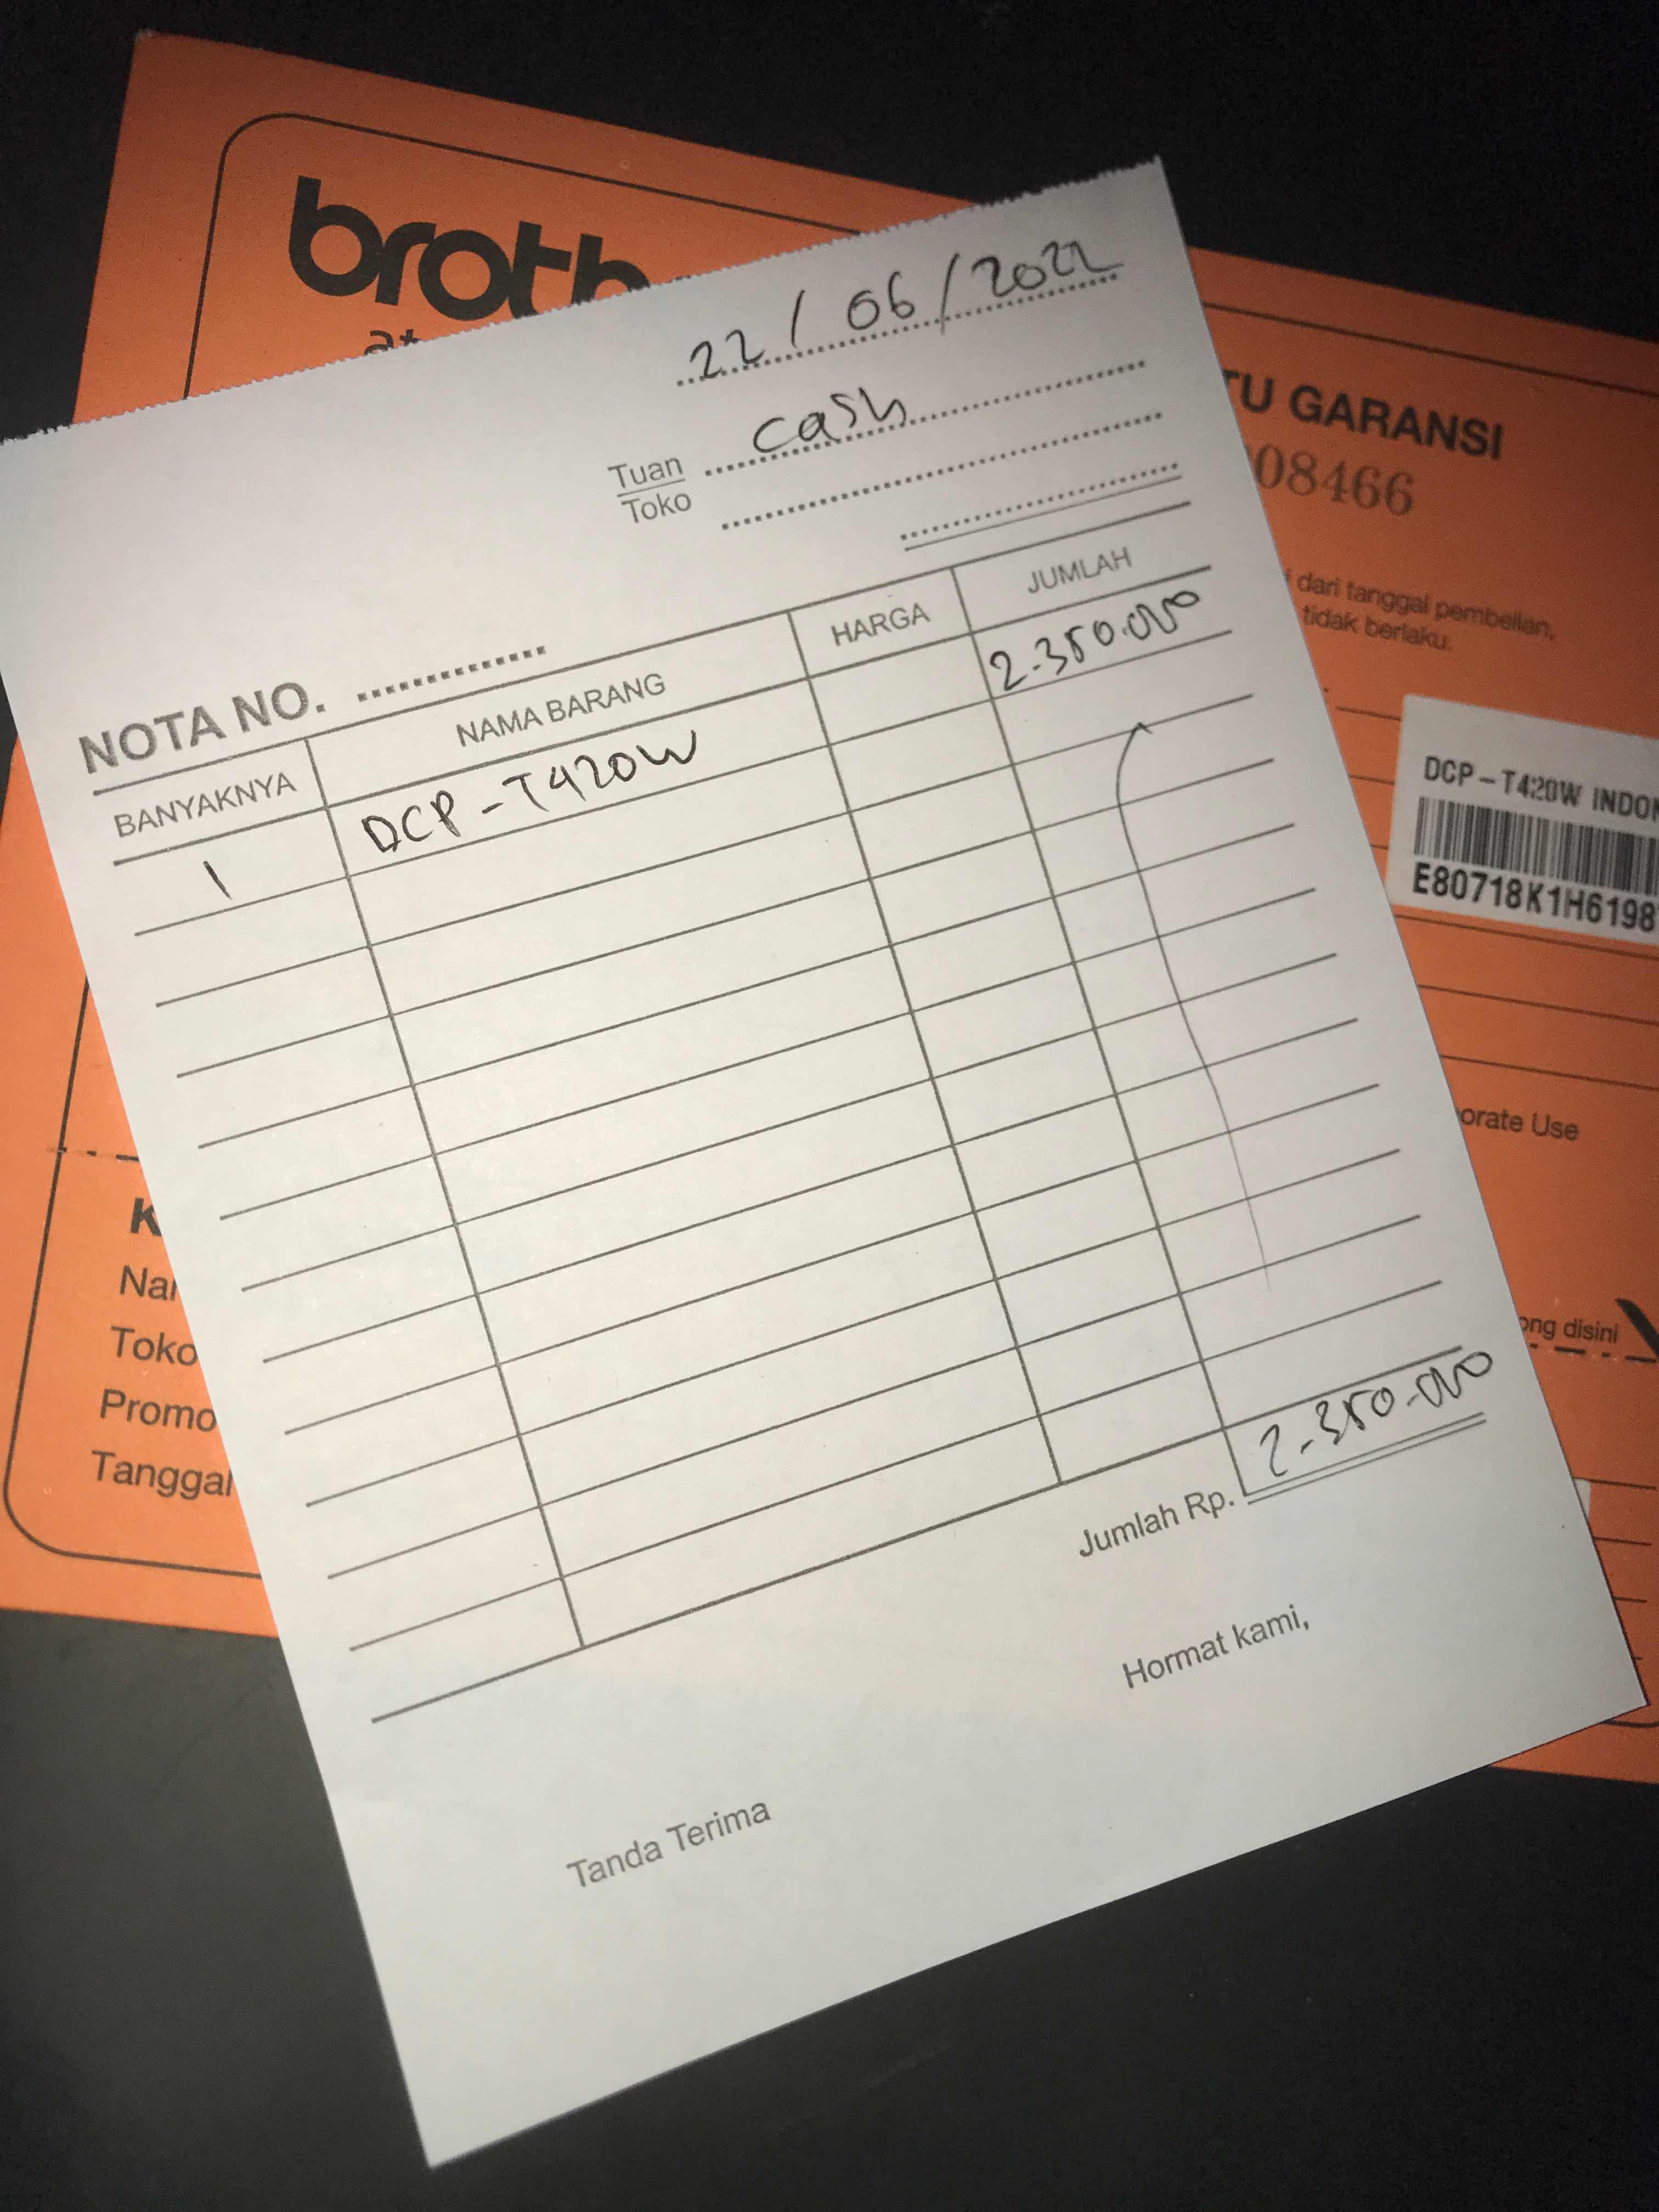 broth
at
TU GARANSI
08466
i dari tanggal pembelian,
tidak berlaku.
22/06/2022
Tuan cash
Toko
NOTA NO.
BANYAKNYA NAMA BARANG HARGA JUMLAH
1 DCP-T420W 2.350.000
Jumlah Rp. 2.350.000
Hormat kami,
Tanda Terima
DCP-T420W INDON
E80718K1H6198
orate Use
ong disini
K
Nar
Toko
Promo
Tanggal